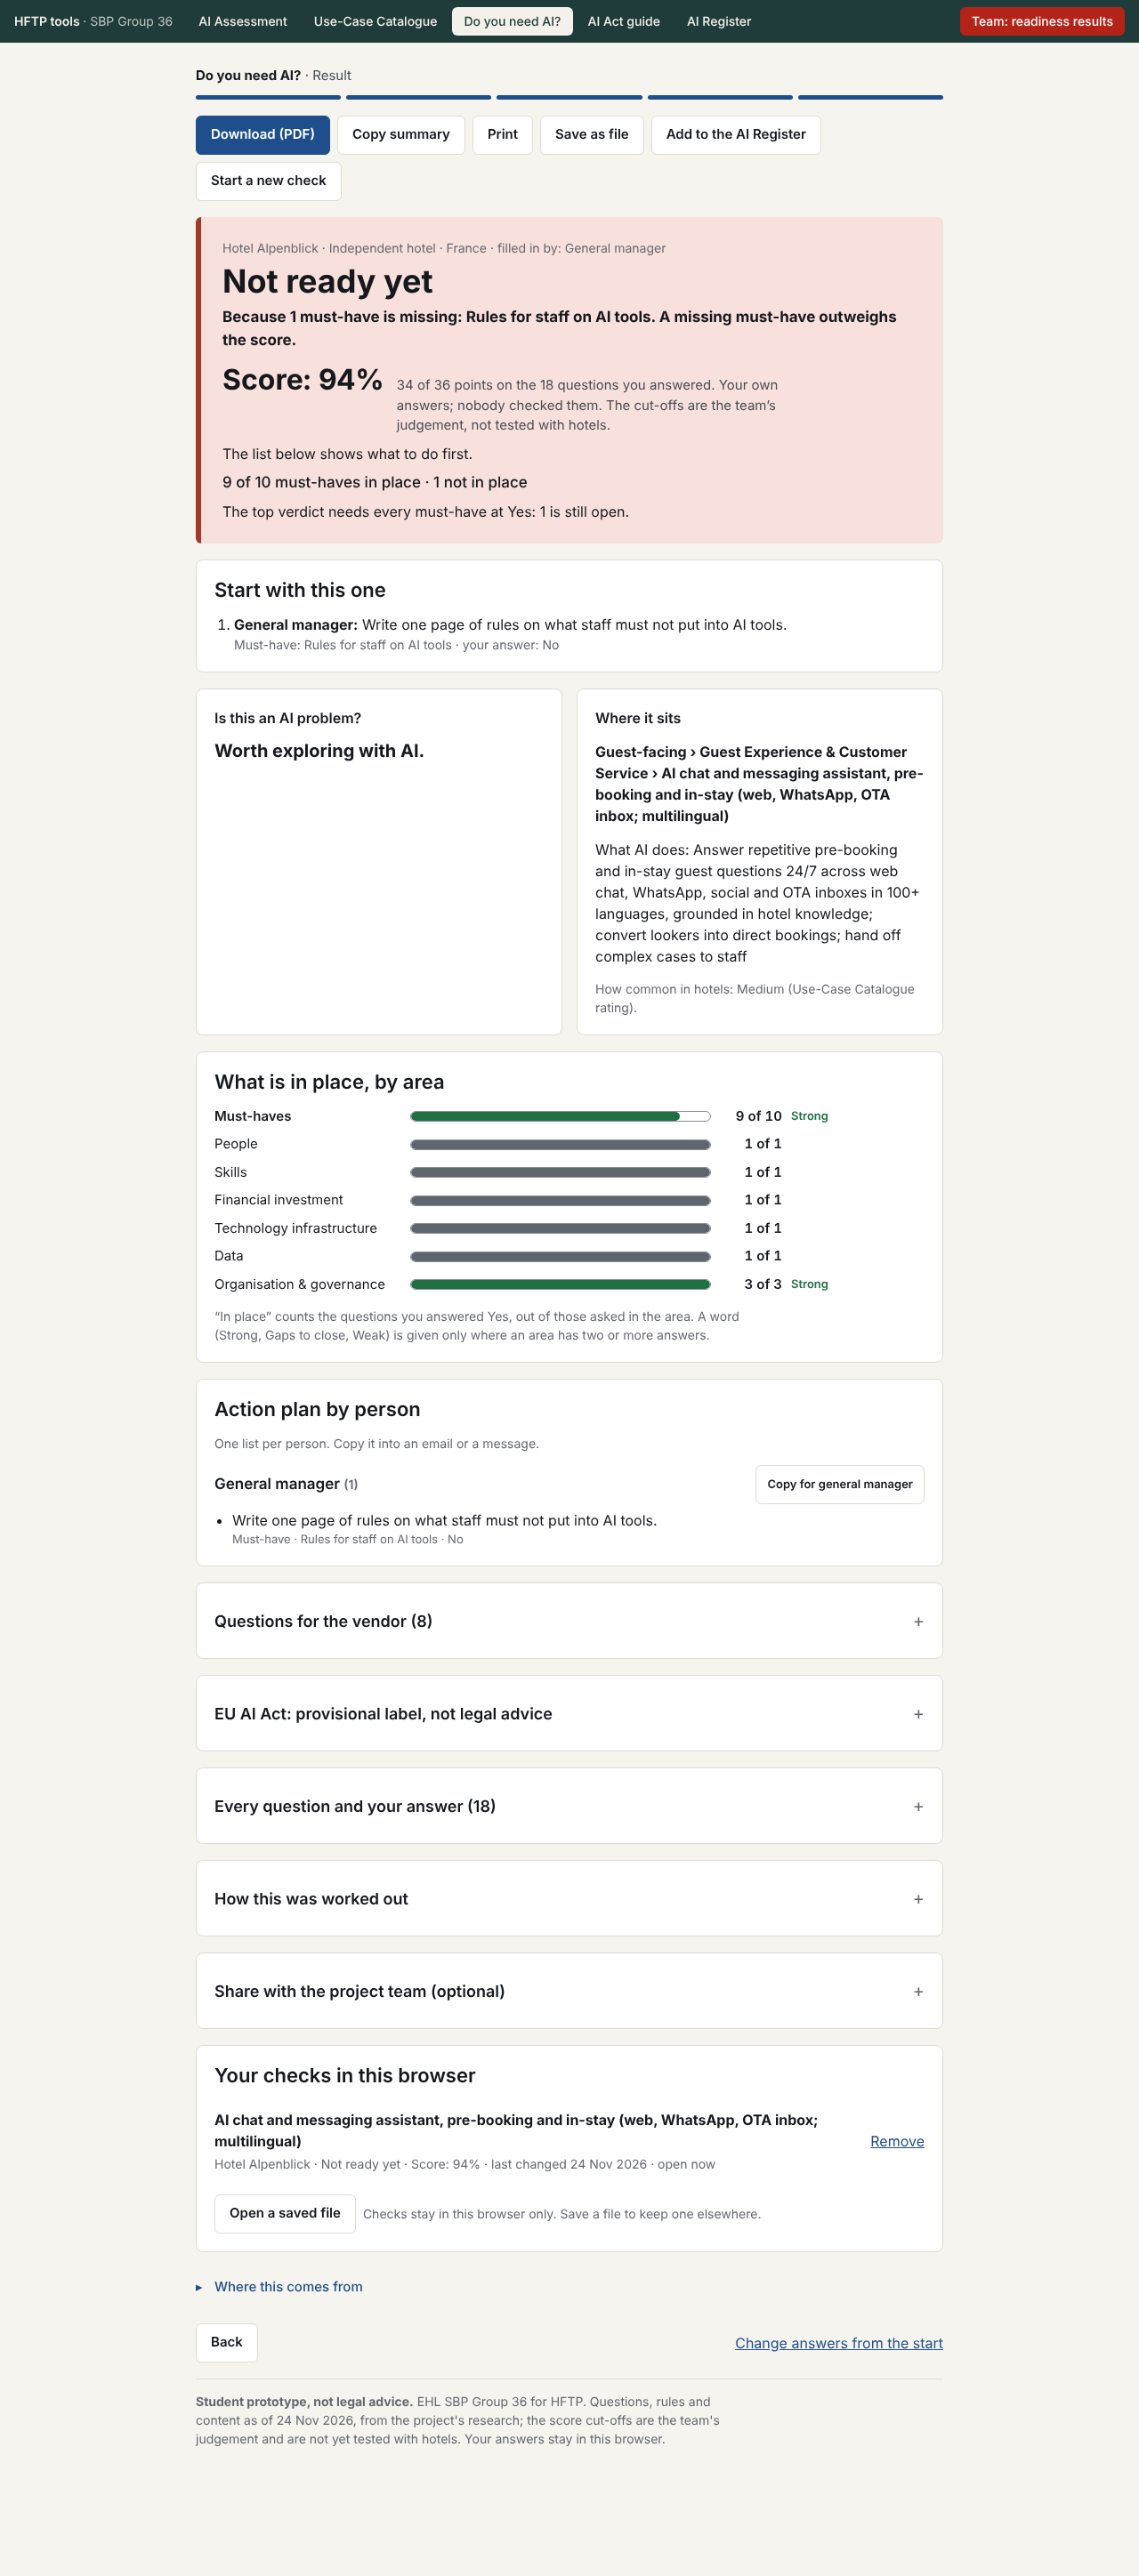 HFTP tools · SBP Group 36
AI Assessment
Use-Case Catalogue
Do you need AI?
AI Act guide
AI Register
Team: readiness results
Do you need AI? · Result
Download (PDF)
Copy summary
Print
Save as file
Add to the AI Register
Start a new check
Hotel Alpenblick · Independent hotel · France · filled in by: General manager
Not ready yet
Because 1 must-have is missing: Rules for staff on AI tools. A missing must-have outweighs
the score.
Score: 94%
34 of 36 points on the 18 questions you answered. Your own
answers; nobody checked them. The cut-offs are the team’s
judgement, not tested with hotels.
The list below shows what to do first.
9 of 10 must-haves in place · 1 not in place
The top verdict needs every must-have at Yes: 1 is still open.
Start with this one
1. General manager: Write one page of rules on what staff must not put into AI tools.
Must-have: Rules for staff on AI tools · your answer: No
Is this an AI problem?
Worth exploring with AI.
Where it sits
Guest-facing › Guest Experience & Customer
Service › AI chat and messaging assistant, pre-
booking and in-stay (web, WhatsApp, OTA
inbox; multilingual)
What AI does: Answer repetitive pre-booking
and in-stay guest questions 24/7 across web
chat, WhatsApp, social and OTA inboxes in 100+
languages, grounded in hotel knowledge;
convert lookers into direct bookings; hand off
complex cases to staff
How common in hotels: Medium (Use-Case Catalogue
rating).
What is in place, by area
Must-haves 9 of 10 Strong
People 1 of 1
Skills 1 of 1
Financial investment 1 of 1
Technology infrastructure 1 of 1
Data 1 of 1
Organisation & governance 3 of 3 Strong
“In place” counts the questions you answered Yes, out of those asked in the area. A word
(Strong, Gaps to close, Weak) is given only where an area has two or more answers.
Action plan by person
One list per person. Copy it into an email or a message.
General manager (1)
Copy for general manager
• Write one page of rules on what staff must not put into AI tools.
Must-have · Rules for staff on AI tools · No
Questions for the vendor (8) +
EU AI Act: provisional label, not legal advice +
Every question and your answer (18) +
How this was worked out +
Share with the project team (optional) +
Your checks in this browser
AI chat and messaging assistant, pre-booking and in-stay (web, WhatsApp, OTA inbox;
multilingual)
Remove
Hotel Alpenblick · Not ready yet · Score: 94% · last changed 24 Nov 2026 · open now
Open a saved file
Checks stay in this browser only. Save a file to keep one elsewhere.
▸ Where this comes from
Back
Change answers from the start
Student prototype, not legal advice. EHL SBP Group 36 for HFTP. Questions, rules and
content as of 24 Nov 2026, from the project's research; the score cut-offs are the team's
judgement and are not yet tested with hotels. Your answers stay in this browser.